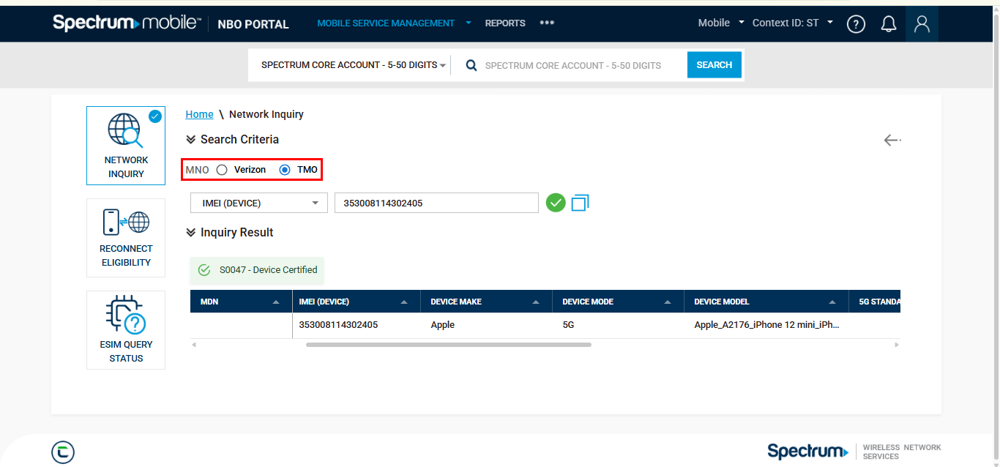 Spectrum mobile™ NBO PORTAL MOBILE SERVICE MANAGEMENT REPORTS ••• Mobile Context ID: ST ?
SPECTRUM CORE ACCOUNT - 5-50 DIGITS SPECTRUM CORE ACCOUNT - 5-50 DIGITS SEARCH
NETWORK
INQUIRY
RECONNECT
ELIGIBILITY
ESIM QUERY
STATUS
Home \ Network Inquiry
Search Criteria
MNO Verizon TMO
IMEI (DEVICE) 353008114302405
Inquiry Result
S0047 - Device Certified
MDN IMEI (DEVICE) DEVICE MAKE DEVICE MODE DEVICE MODEL 5G STANDA
353008114302405 Apple 5G Apple_A2176_iPhone 12 mini_iPh...
Spectrum WIRELESS NETWORK
SERVICES